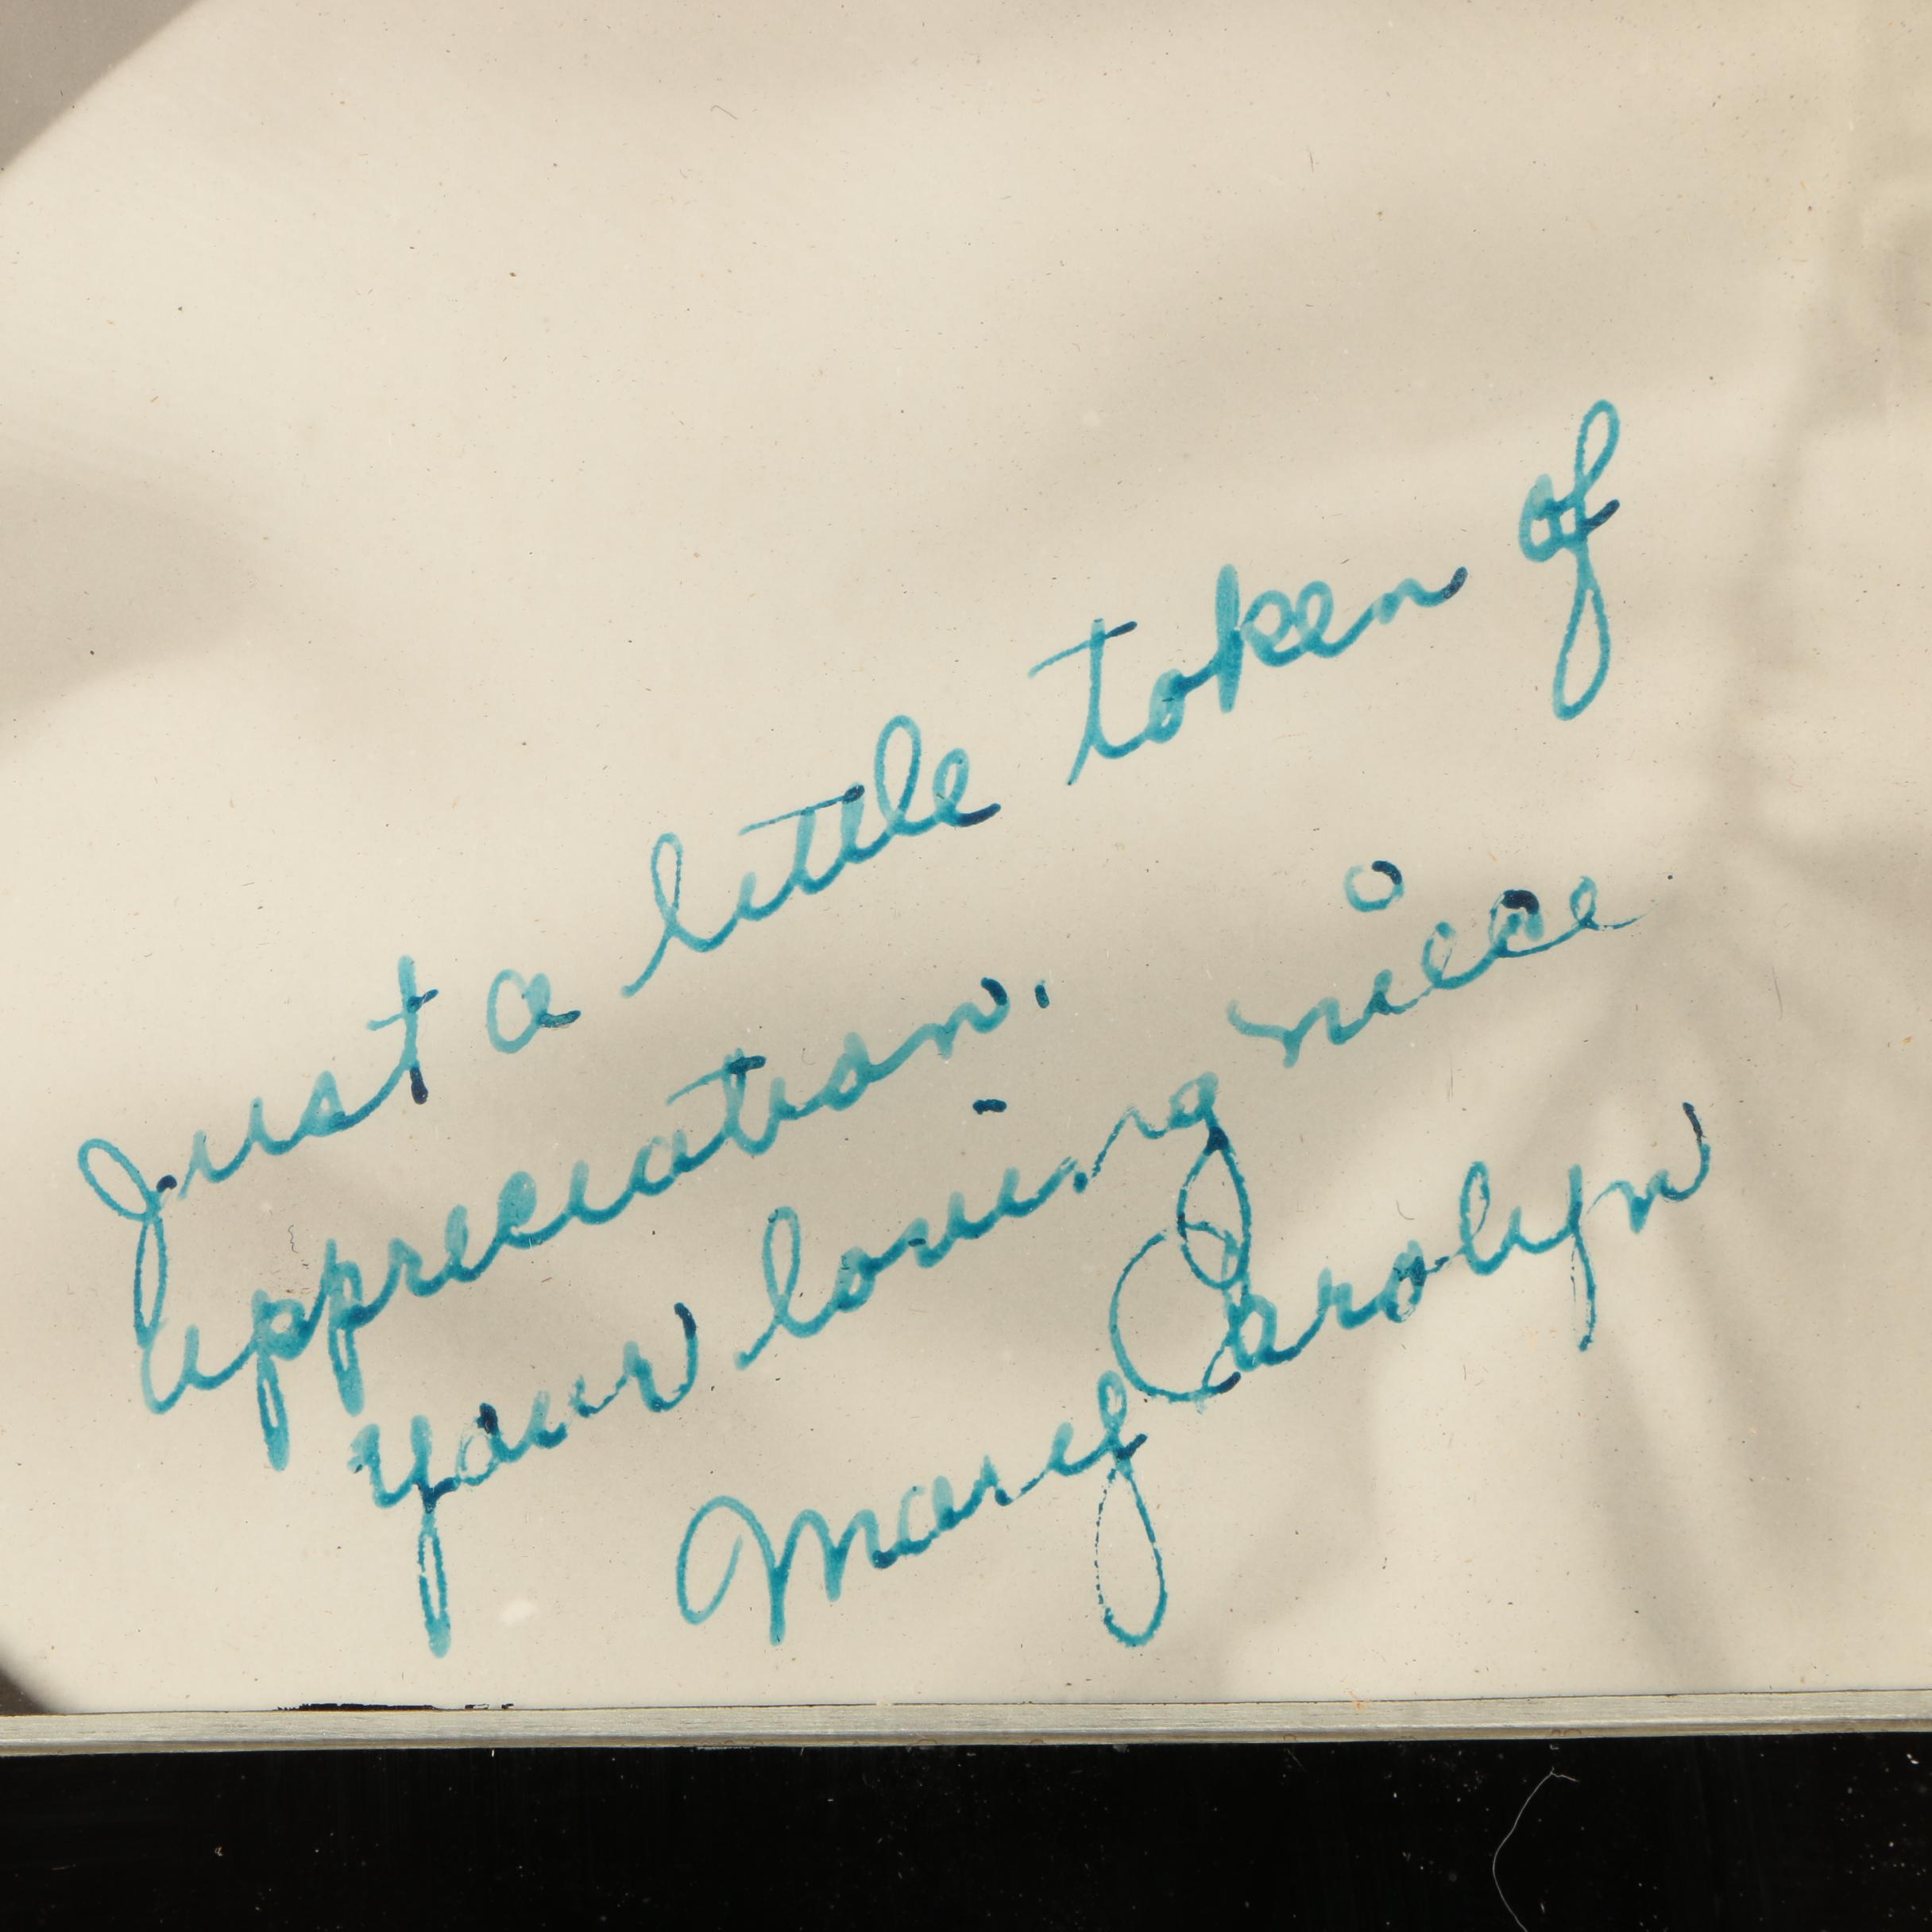 Just a little token of
appreciation.
Your loving niece
Mary Carolyn